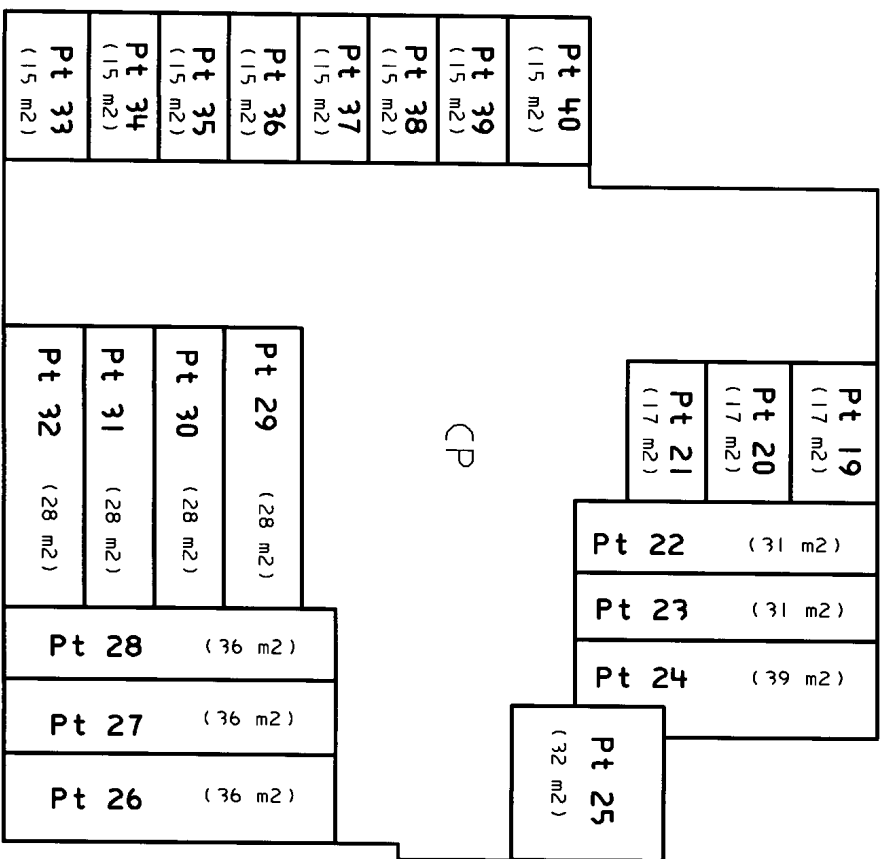 Pt 33
(15 m2)
Pt 34
(15 m2)
Pt 35
(15 m2)
Pt 36
(15 m2)
Pt 37
(15 m2)
Pt 38
(15 m2)
Pt 39
(15 m2)
Pt 40
(15 m2)
Pt 32 (28 m2)
Pt 31 (28 m2)
Pt 30 (28 m2)
Pt 29 (28 m2)
CP
Pt 21
(17 m2)
Pt 20
(17 m2)
Pt 19
(17 m2)
Pt 22 (31 m2)
Pt 23 (31 m2)
Pt 24 (39 m2)
Pt 28 (36 m2)
Pt 27 (36 m2)
Pt 26 (36 m2)
Pt 25
(32 m2)